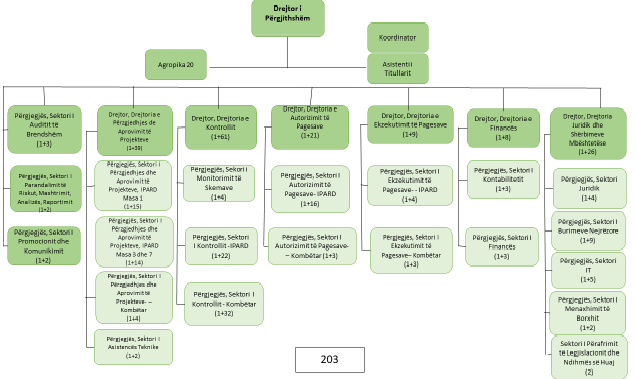 Drejtor i
Përgjithshëm
Koordinator
Agropika 20
Asistenti i
Titullarit
Përgjegjës, Sektori I
Auditit të
Brendshëm
(1+3)
Përgjegjës, Sektori I
Parandalimit të
Riskut, Mashtrimit,
Analizës, Raportimit
(1+2)
Përgjegjës, Sektori I
Promocionit dhe
Komunikimit
(1+2)
Drejtor, Drejtoria e
Përzgjedhjes de
Aprovimit të
Projekteve
(1+39)
Përgjegjës, Sektori I
Përzgjedhjes dhe
Aprovimit të
Projekteve, IPARD
Masa 1
(1+15)
Përgjegjës, Sektori I
Përzgjedhjes dhe
Aprovimit të
Projekteve, IPARD
Masa 3 dhe 7
(1+14)
Përgjegjës, Sektori I
Përzgjedhjes dhe
Aprovimit të
Projekteve- –
Kombëtar
(1+4)
Përgjegjës, Sektori I
Asistencës Teknike
(1+2)
Drejtor, Drejtoria e
Kontrollit
(1+61)
Përgjegjës, Sektori i
Monitorimit të
Skemave
(1+4)
Përgjegjës, Sektori
I Kontrollit -IPARD
(1+22)
Përgjegjës, Sektori I
Kontrollit - Kombëtar
(1+32)
Drejtor, Drejtoria e
Autorizimit të
Pagesave
(1+21)
Përgjegjës, Sektori I
Autorizimit të
Pagesave- IPARD
(1+16)
Përgjegjës, Sektori I
Autorizimit të Pagesave-
– Kombëtar (1+3)
Drejtor, Drejtoria e
Ekzekutimit të Pagesave
(1+9)
Përgjegjës, Sektori I
Ekzekutimit të
Pagesave- - IPARD
(1+4)
Përgjegjës, Sektori I
Ekzekutimit të
Pagesave– Kombëtar
(1+3)
Drejtor, Drejtoria e
Financës
(1+8)
Përgjegjës, Sektori I
Kontabilitetit
(1+3)
Përgjegjës, Sektori I
Financës
(1+3)
Drejtor, Drejtoria
Juridik dhe
Shërbime
Mbështetëse
(1+26)
Përgjegjës, Sektori
Juridik
(1+4)
Përgjegjës, Sektori I
Burimeve Njerëzore
(1+9)
Përgjegjës, Sektori
IT
(1+5)
Përgjegjës, Sektori I
Menaxhimit të
Borxhit
(1+2)
Sektori I Përafrimit
të Legjislacionit dhe
Ndihmës së Huaj
(2)
203